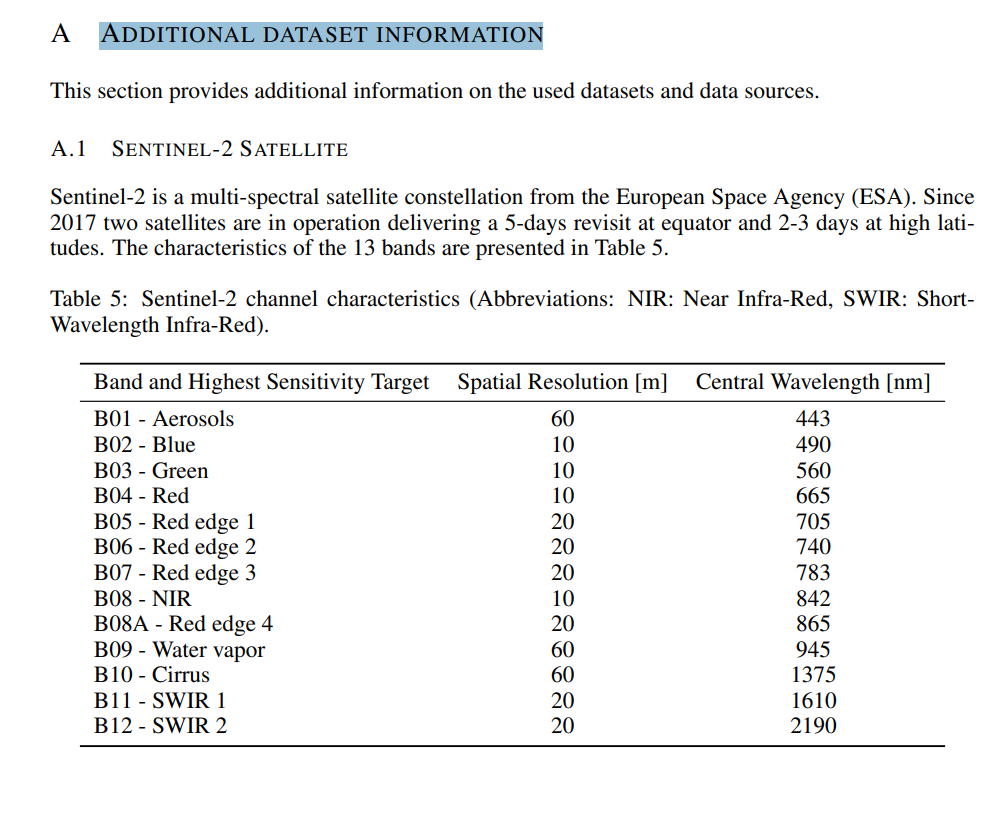 A ADDITIONAL DATASET INFORMATION
This section provides additional information on the used datasets and data sources.
A.1 SENTINEL-2 SATELLITE
Sentinel-2 is a multi-spectral satellite constellation from the European Space Agency (ESA). Since
2017 two satellites are in operation delivering a 5-days revisit at equator and 2-3 days at high lati-
tudes. The characteristics of the 13 bands are presented in Table 5.
Table 5: Sentinel-2 channel characteristics (Abbreviations: NIR: Near Infra-Red, SWIR: Short-
Wavelength Infra-Red).
Band and Highest Sensitivity Target Spatial Resolution [m] Central Wavelength [nm]
B01 - Aerosols 60 443
B02 - Blue 10 490
B03 - Green 10 560
B04 - Red 10 665
B05 - Red edge 1 20 705
B06 - Red edge 2 20 740
B07 - Red edge 3 20 783
B08 - NIR 10 842
B08A - Red edge 4 20 865
B09 - Water vapor 60 945
B10 - Cirrus 60 1375
B11 - SWIR 1 20 1610
B12 - SWIR 2 20 2190